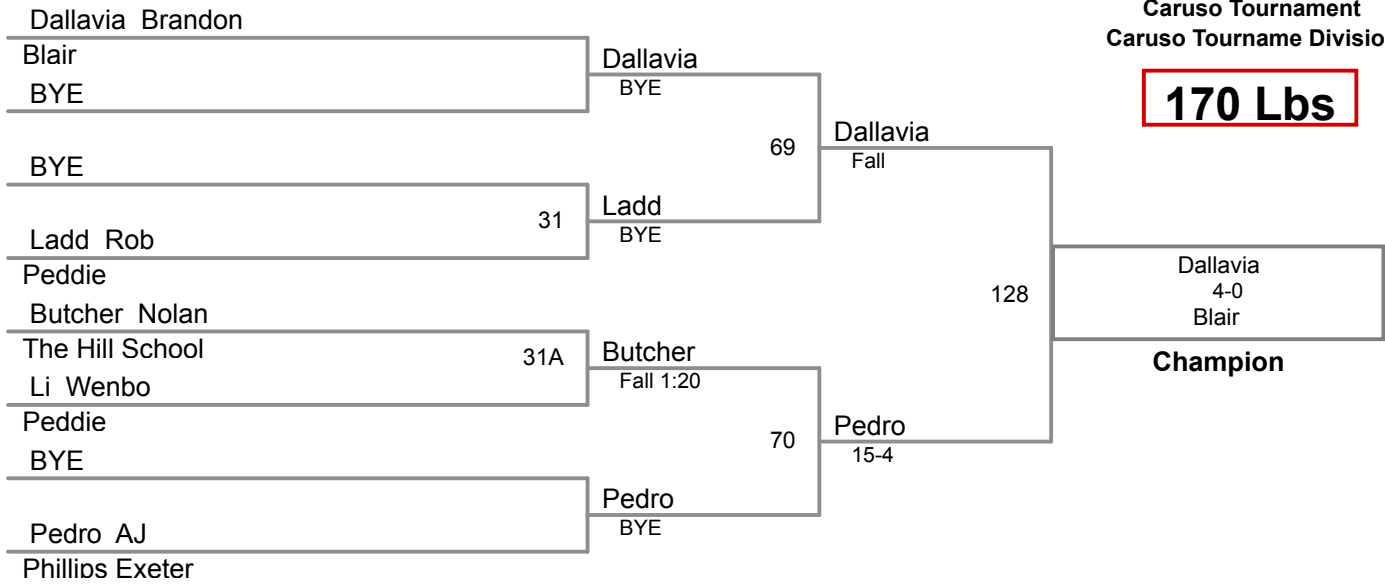 Caruso Tournament
Caruso Tourname Divisio
170 Lbs
Dallavia Brandon
Blair
BYE
BYE
31
Ladd Rob
Peddie
Butcher Nolan
The Hill School
31A
Li Wenbo
Peddie
BYE
Pedro AJ
Phillips Exeter
Dallavia
BYE
69
Ladd
BYE
Butcher
Fall 1:20
70
Pedro
BYE
Dallavia
Fall
128
Pedro
15-4
Dallavia
4-0
Blair
Champion